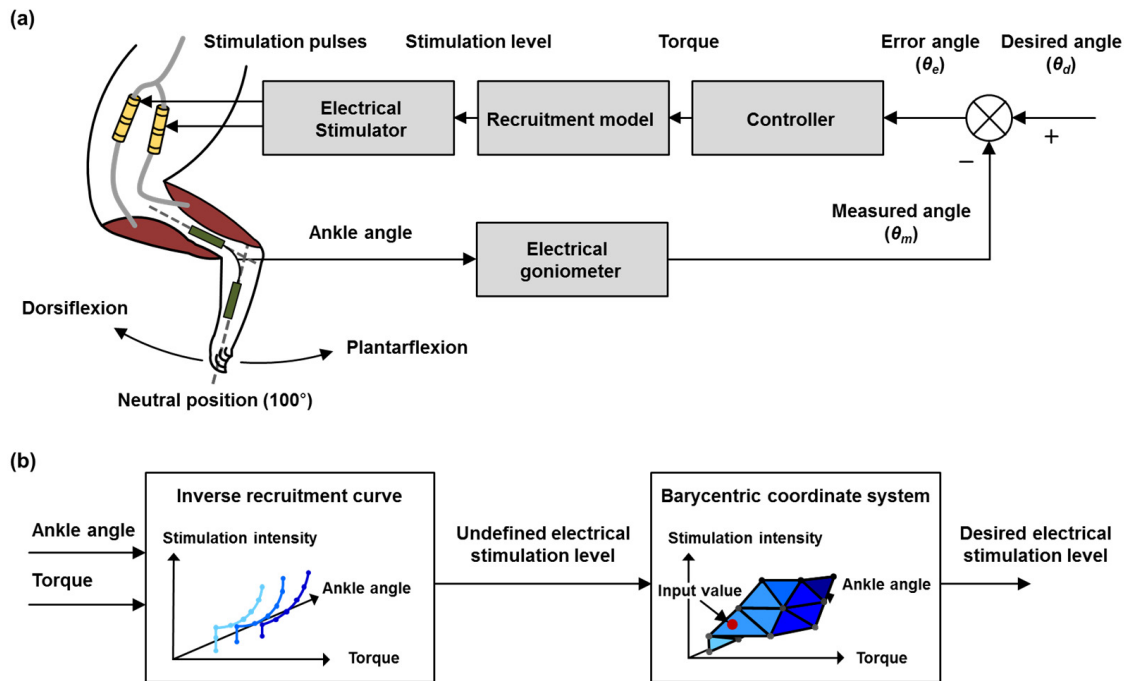 (a)
Stimulation pulses
Stimulation level
Torque
Error angle
(θe)
Desired angle
(θd)
Electrical
Stimulator
Recruitment model
Controller
+
−
Measured angle
(θm)
Ankle angle
Electrical
goniometer
Dorsiflexion
Plantarflexion
Neutral position (100°)
(b)
Ankle angle
Torque
Inverse recruitment curve
Stimulation intensity
Ankle angle
Torque
Undefined electrical
stimulation level
Barycentric coordinate system
Stimulation intensity
Input value
Ankle angle
Torque
Desired electrical
stimulation level